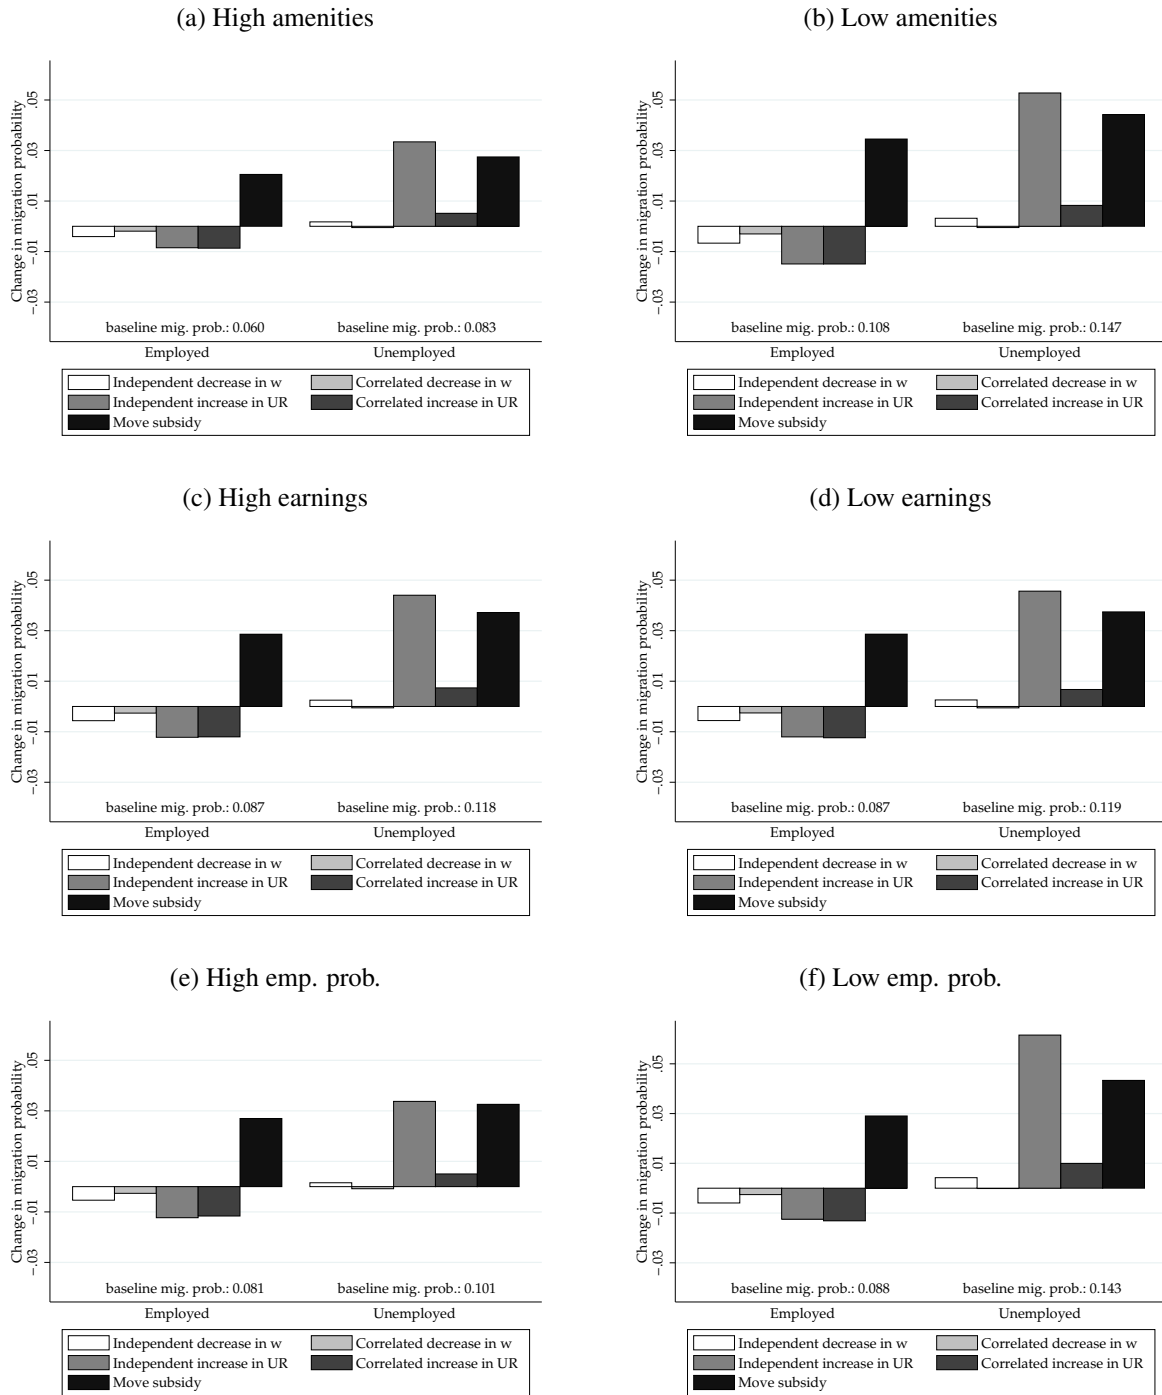 (a) High amenities
Change in migration probability
.05
.03
.01
-.01
-.03
baseline mig. prob.: 0.060 baseline mig. prob.: 0.083
Employed Unemployed
Independent decrease in w Correlated decrease in w
Independent increase in UR Correlated increase in UR
Move subsidy
(b) Low amenities
Change in migration probability
.05
.03
.01
-.01
-.03
baseline mig. prob.: 0.108 baseline mig. prob.: 0.147
Employed Unemployed
Independent decrease in w Correlated decrease in w
Independent increase in UR Correlated increase in UR
Move subsidy
(c) High earnings
Change in migration probability
.05
.03
.01
-.01
-.03
baseline mig. prob.: 0.087 baseline mig. prob.: 0.118
Employed Unemployed
Independent decrease in w Correlated decrease in w
Independent increase in UR Correlated increase in UR
Move subsidy
(d) Low earnings
Change in migration probability
.05
.03
.01
-.01
-.03
baseline mig. prob.: 0.087 baseline mig. prob.: 0.119
Employed Unemployed
Independent decrease in w Correlated decrease in w
Independent increase in UR Correlated increase in UR
Move subsidy
(e) High emp. prob.
Change in migration probability
.05
.03
.01
-.01
-.03
baseline mig. prob.: 0.081 baseline mig. prob.: 0.101
Employed Unemployed
Independent decrease in w Correlated decrease in w
Independent increase in UR Correlated increase in UR
Move subsidy
(f) Low emp. prob.
Change in migration probability
.05
.03
.01
-.01
-.03
baseline mig. prob.: 0.088 baseline mig. prob.: 0.143
Employed Unemployed
Independent decrease in w Correlated decrease in w
Independent increase in UR Correlated increase in UR
Move subsidy